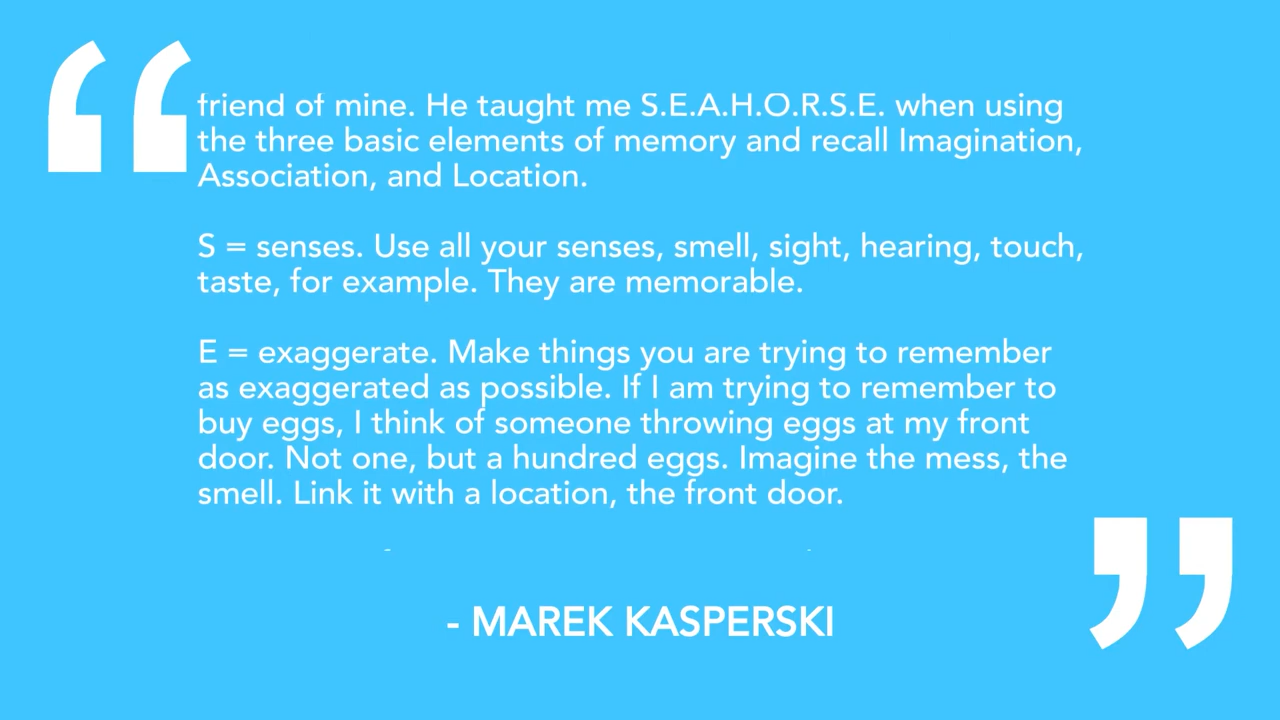 friend of mine. He taught me S.E.A.H.O.R.S.E. when using
the three basic elements of memory and recall Imagination,
Association, and Location.
S = senses. Use all your senses, smell, sight, hearing, touch,
taste, for example. They are memorable.
E = exaggerate. Make things you are trying to remember
as exaggerated as possible. If I am trying to remember to
buy eggs, I think of someone throwing eggs at my front
door. Not one, but a hundred eggs. Imagine the mess, the
smell. Link it with a location, the front door.
- MAREK KASPERSKI